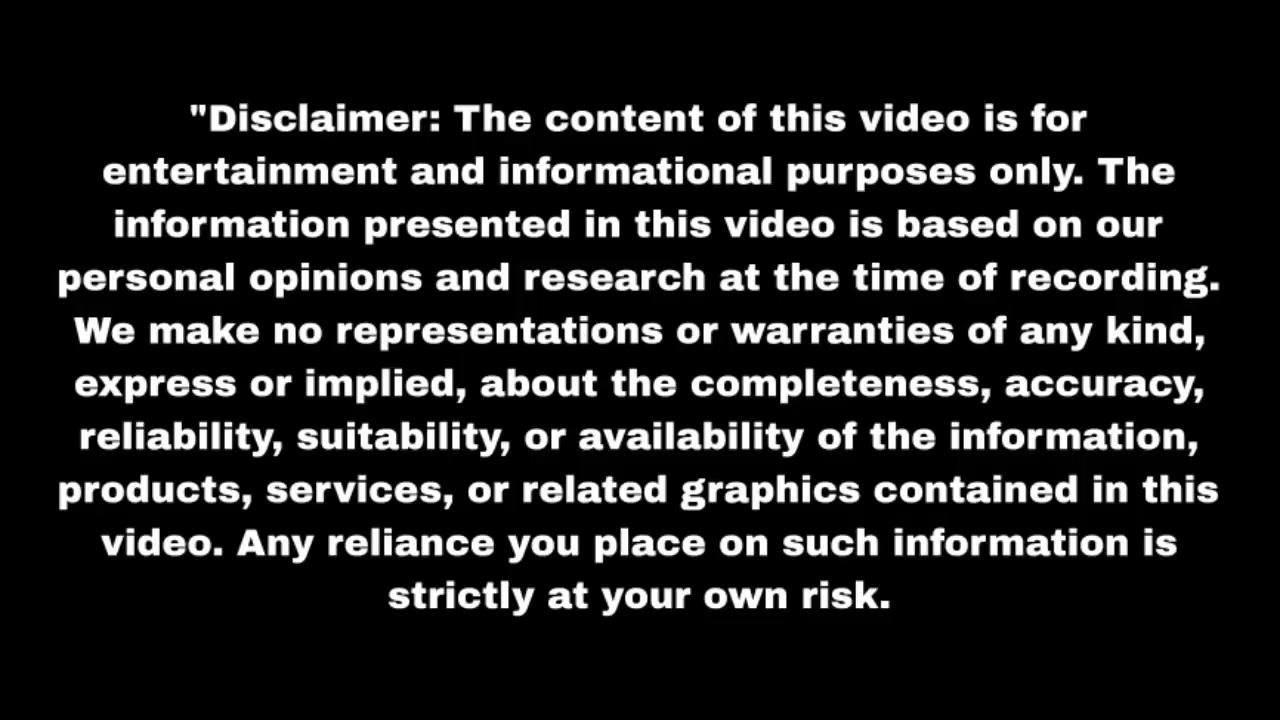 "Disclaimer: The content of this video is for
entertainment and informational purposes only. The
information presented in this video is based on our
personal opinions and research at the time of recording.
We make no representations or warranties of any kind,
express or implied, about the completeness, accuracy,
reliability, suitability, or availability of the information,
products, services, or related graphics contained in this
video. Any reliance you place on such information is
strictly at your own risk.